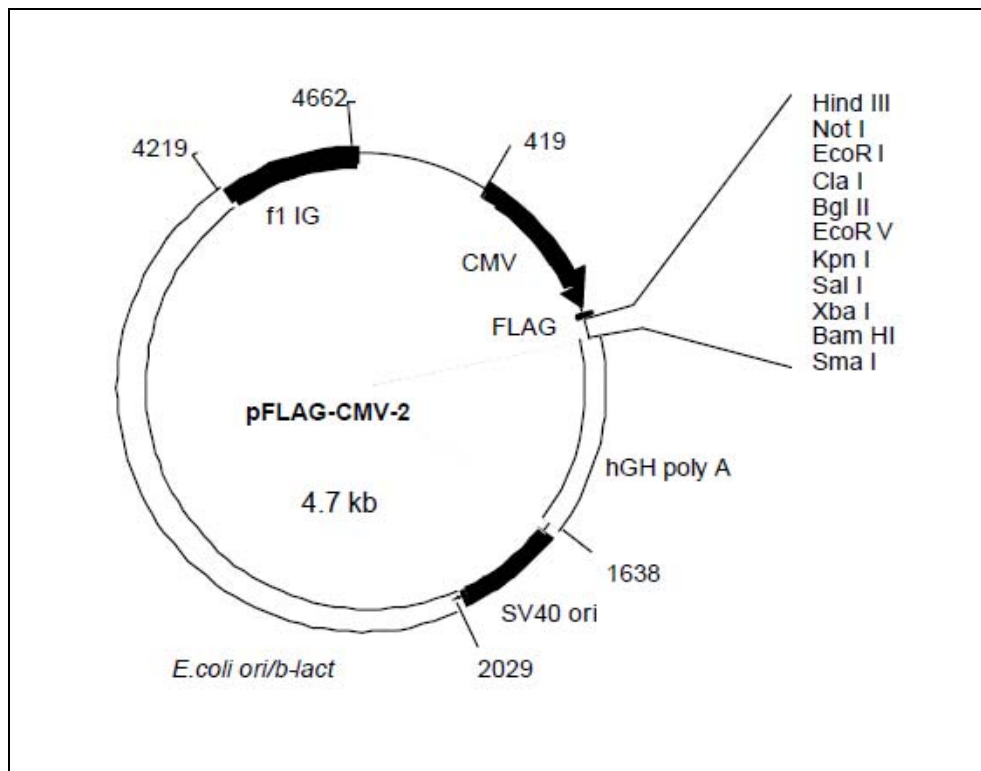 4662
4219
419
f1 IG
CMV
FLAG
Hind III
Not I
EcoR I
Cla I
Bgl II
EcoR V
Kpn I
Sal I
Xba I
Bam HI
Sma I
pFLAG-CMV-2
4.7 kb
hGH poly A
1638
SV40 ori
2029
E.coli ori/b-lact